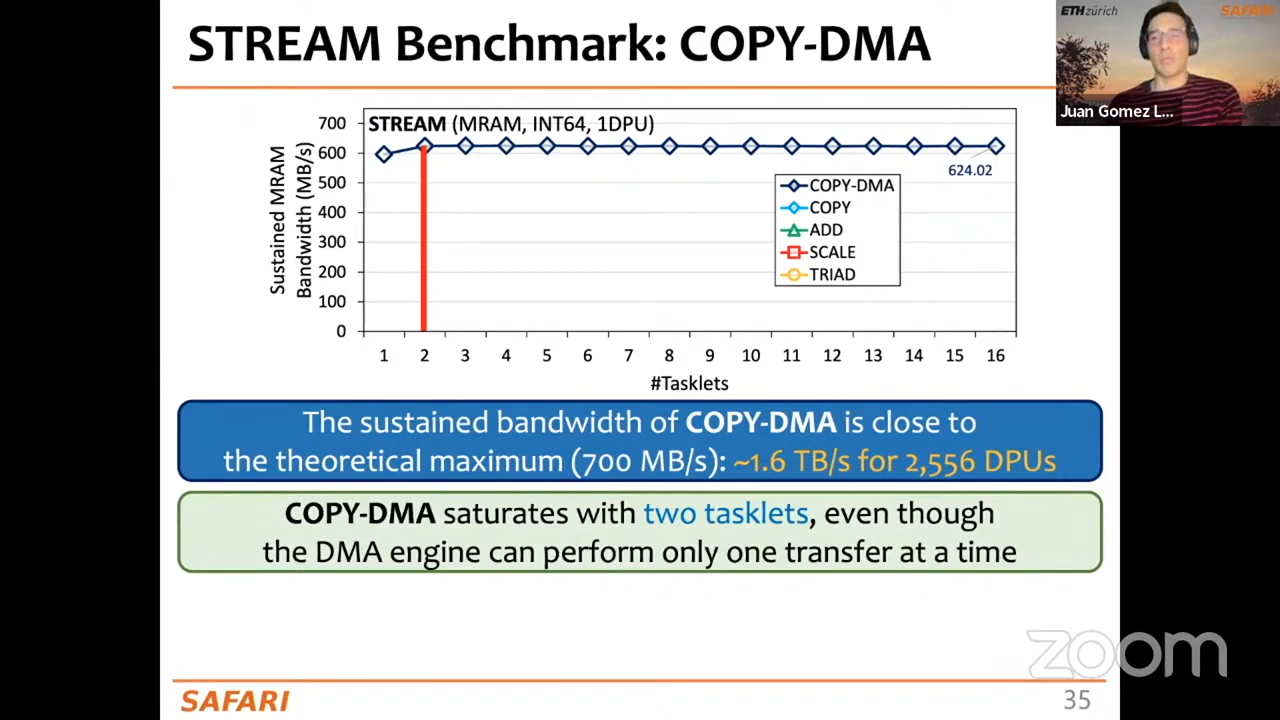 STREAM Benchmark: COPY-DMA
ETH zürich
SAFARI
Juan Gomez L...
STREAM (MRAM, INT64, 1DPU)
Sustained MRAM
Bandwidth (MB/s)
700
600
500
400
300
200
100
0
624.02
COPY-DMA
COPY
ADD
SCALE
TRIAD
1 2 3 4 5 6 7 8 9 10 11 12 13 14 15 16
#Tasklets
The sustained bandwidth of COPY-DMA is close to
the theoretical maximum (700 MB/s): ~1.6 TB/s for 2,556 DPUs
COPY-DMA saturates with two tasklets, even though
the DMA engine can perform only one transfer at a time
zoom
SAFARI
35